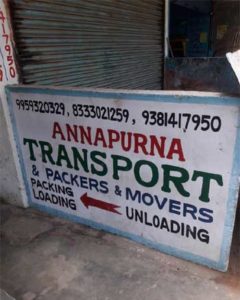 9959320329, 8333021259, 9381417950
ANNAPURNA
TRANSPORT
& PACKERS & MOVERS
PACKING
LOADING UNLOADING